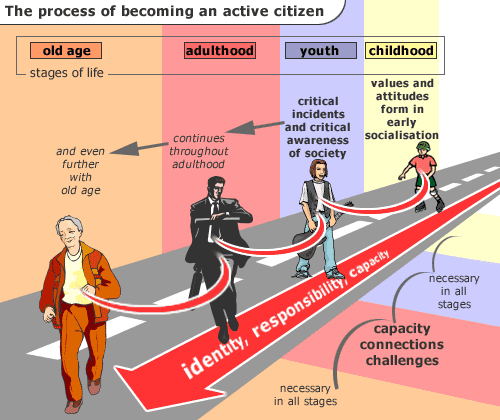 The process of becoming an active citizen
old age
adulthood
youth
childhood
stages of life
values and
attitudes
form in
early
socialisation
critical
incidents
and critical
awareness
of society
continues
throughout
adulthood
and even
further
with
old age
identity, responsibility, capacity
necessary
in all
stages
capacity
connections
challenges
necessary
in all stages